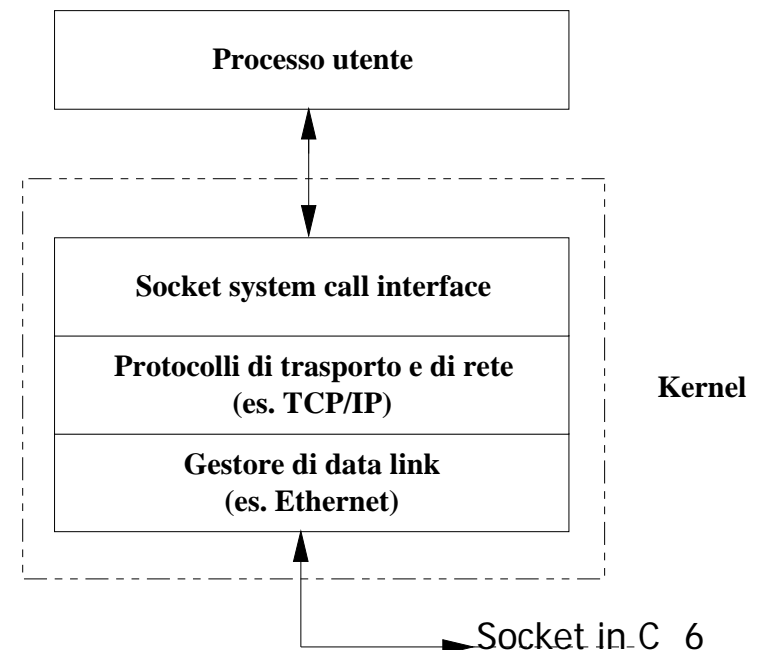 Processo utente
Socket system call interface
Protocolli di trasporto e di rete
(es. TCP/IP)
Kernel
Gestore di data link
(es. Ethernet)
Socket in C 6